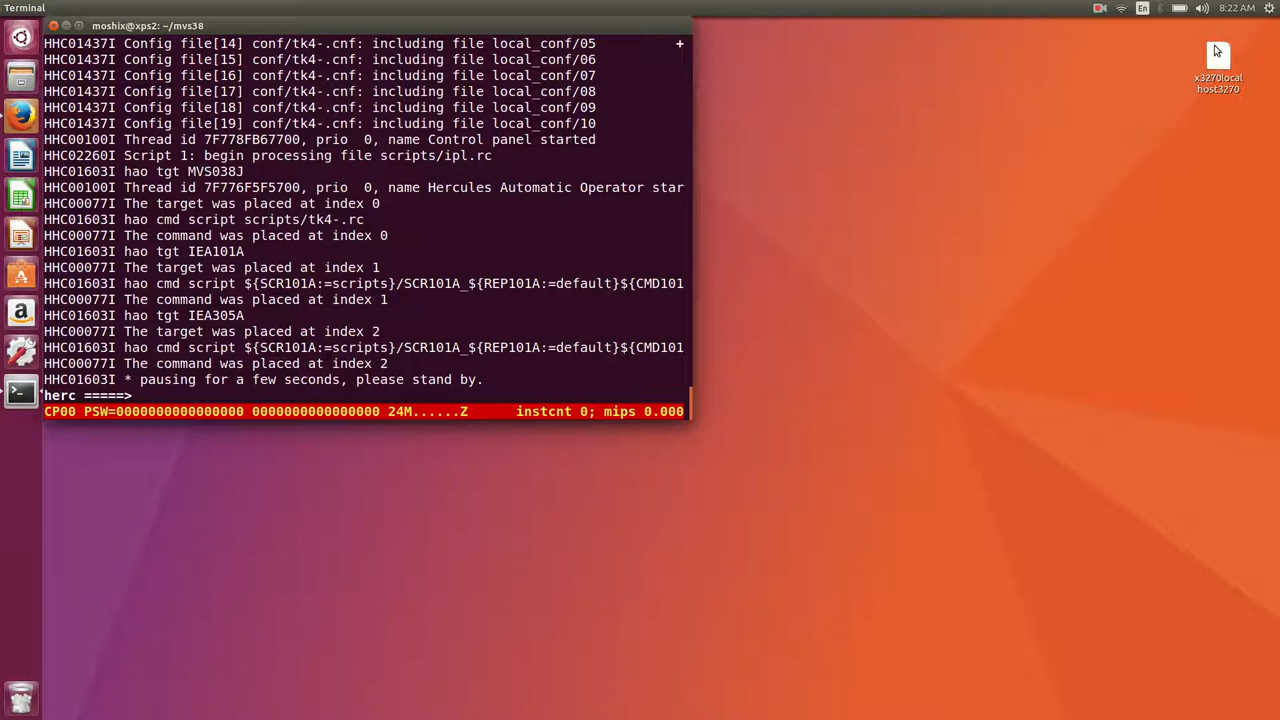 Terminal
8:22 AM
En
moshix@xps2: ~/mvs38
HHC01437I Config file[14] conf/tk4-.cnf: including file local_conf/05 +
HHC01437I Config file[15] conf/tk4-.cnf: including file local_conf/06
HHC01437I Config file[16] conf/tk4-.cnf: including file local_conf/07
HHC01437I Config file[17] conf/tk4-.cnf: including file local_conf/08
HHC01437I Config file[18] conf/tk4-.cnf: including file local_conf/09
HHC01437I Config file[19] conf/tk4-.cnf: including file local_conf/10
HHC00100I Thread id 7F778FB67700, prio  0, name Control panel started
HHC02260I Script 1: begin processing file scripts/ipl.rc
HHC01603I hao tgt MVS038J
HHC00100I Thread id 7F776F5F5700, prio  0, name Hercules Automatic Operator star
HHC00077I The target was placed at index 0
HHC01603I hao cmd script scripts/tk4-.rc
HHC00077I The command was placed at index 0
HHC01603I hao tgt IEA101A
HHC00077I The target was placed at index 1
HHC01603I hao cmd script ${SCR101A:=scripts}/SCR101A_${REP101A:=default}${CMD101
HHC00077I The command was placed at index 1
HHC01603I hao tgt IEA305A
HHC00077I The target was placed at index 2
HHC01603I hao cmd script ${SCR101A:=scripts}/SCR101A_${REP101A:=default}${CMD101
HHC00077I The command was placed at index 2
HHC01603I * pausing for a few seconds, please stand by.
herc =====>
CP00 PSW=0000000000000000 0000000000000000 24M......Z instcnt 0; mips 0.000
x3270local
host3270